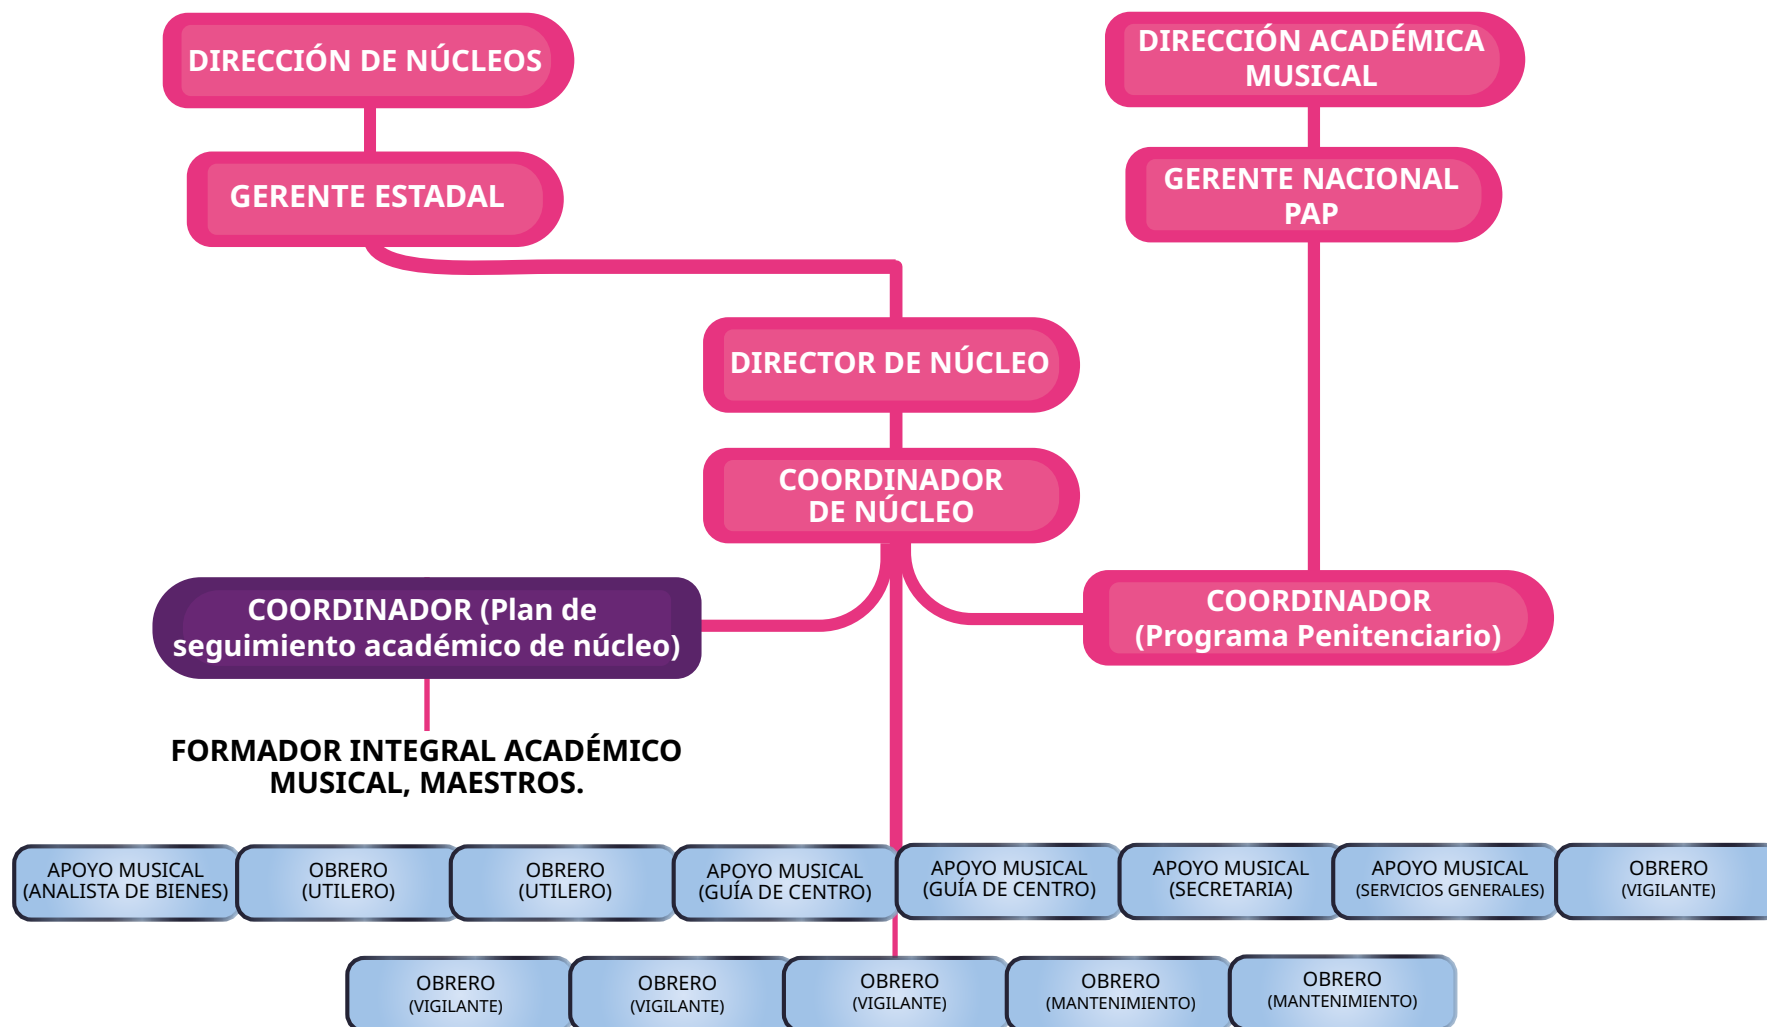 DIRECCIÓN DE NÚCLEOS
DIRECCIÓN ACADÉMICA
MUSICAL
GERENTE ESTADAL
GERENTE NACIONAL
PAP
DIRECTOR DE NÚCLEO
COORDINADOR
DE NÚCLEO
COORDINADOR (Plan de
seguimiento académico de núcleo)
COORDINADOR
(Programa Penitenciario)
FORMADOR INTEGRAL ACADÉMICO
MUSICAL, MAESTROS.
APOYO MUSICAL
(ANALISTA DE BIENES)
OBRERO
(UTILERO)
OBRERO
(UTILERO)
APOYO MUSICAL
(GUÍA DE CENTRO)
APOYO MUSICAL
(GUÍA DE CENTRO)
APOYO MUSICAL
(SECRETARIA)
APOYO MUSICAL
(SERVICIOS GENERALES)
OBRERO
(VIGILANTE)
OBRERO
(VIGILANTE)
OBRERO
(VIGILANTE)
OBRERO
(VIGILANTE)
OBRERO
(MANTENIMIENTO)
OBRERO
(MANTENIMIENTO)